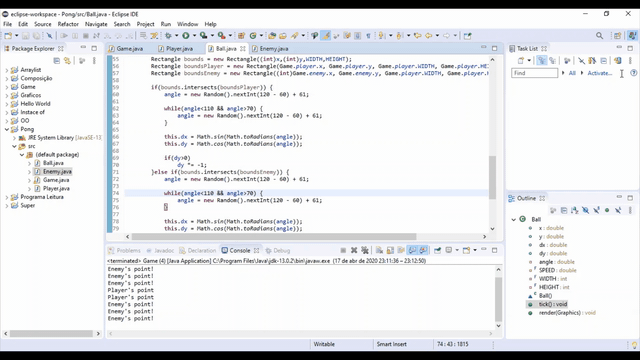 eclipse-workspace - Pong/src/Ball.java - Eclipse IDE
File Edit Source Refactor Navigate Search Project Run Window Help
Package Explorer
Game.java Player.java Ball.java Enemy.java
Task List
Find All Activate...
Arraylist
Animação
Game
Graficos
Hello World
Instace of
OO
Pong
JRE System Library [JavaSE-13]
src
(default package)
Ball.java
Enemy.java
Game.java
Player.java
Programa Leitura
Super
55 Rectangle bounds = new Rectangle((int)x,(int)y,WIDTH,HEIGHT);
56 Rectangle boundsPlayer = new Rectangle(Game.player.x, Game.player.y, Game.player.WIDTH, Game.player.HEI
57 Rectangle boundsEnemy = new Rectangle((int)Game.enemy.x, Game.enemy.y, Game.enemy.WIDTH, Game.enemy.HEIG
58
59 if(bounds.intersects(boundsPlayer)) {
60 angle = new Random().nextInt(120 - 60) + 61;
61
62 while(angle<110 && angle>70) {
63 angle = new Random().nextInt(120 - 60) + 61;
64 }
65
66 this.dx = Math.sin(Math.toRadians(angle));
67 this.dy = Math.cos(Math.toRadians(angle));
68
69 if(dy>0)
70 dy *= -1;
71 }else if(bounds.intersects(boundsEnemy)) {
72 angle = new Random().nextInt(120 - 60) + 61;
73
74 while(angle<110 && angle>70) {
75 angle = new Random().nextInt(120 - 60) + 61;
76 }
77
78 this.dx = Math.sin(Math.toRadians(angle));
79 this.dy = Math.cos(Math.toRadians(angle));
Outline
Ball
x : double
y : double
dx : double
dy : double
angle : double
SPEED : double
WIDTH : int
HEIGHT : int
Ball()
tick() : void
render(Graphics) : void
Problems Javadoc Declaration Console Debug
<terminated> Game (4) [Java Application] C:\Program Files\Java\jdk-13.0.2\bin\javaw.exe (17 de abr de 2020 23:11:36 – 23:12:50)
Enemy's point!
Enemy's point!
Enemy's point!
Player's point
Player's point
Enemy's point!
Enemy's point!
Enemy's point!
Writable Smart Insert 74 : 43 : 1815